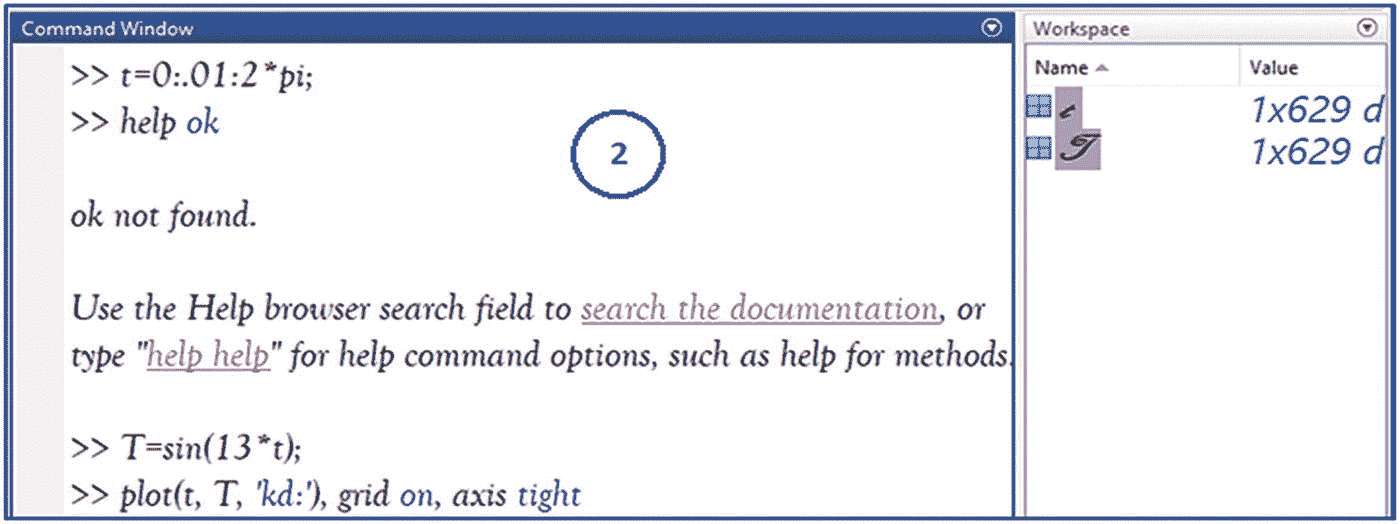 Command Window
>> t=0:.01:2*pi;
>> help ok
2
ok not found.
Use the Help browser search field to search the documentation, or
type "help help" for help command options, such as help for methods.
>> T=sin(13*t);
>> plot(t, T, 'kd:'), grid on, axis tight
Workspace
Name Value
t 1x629 d
T 1x629 d